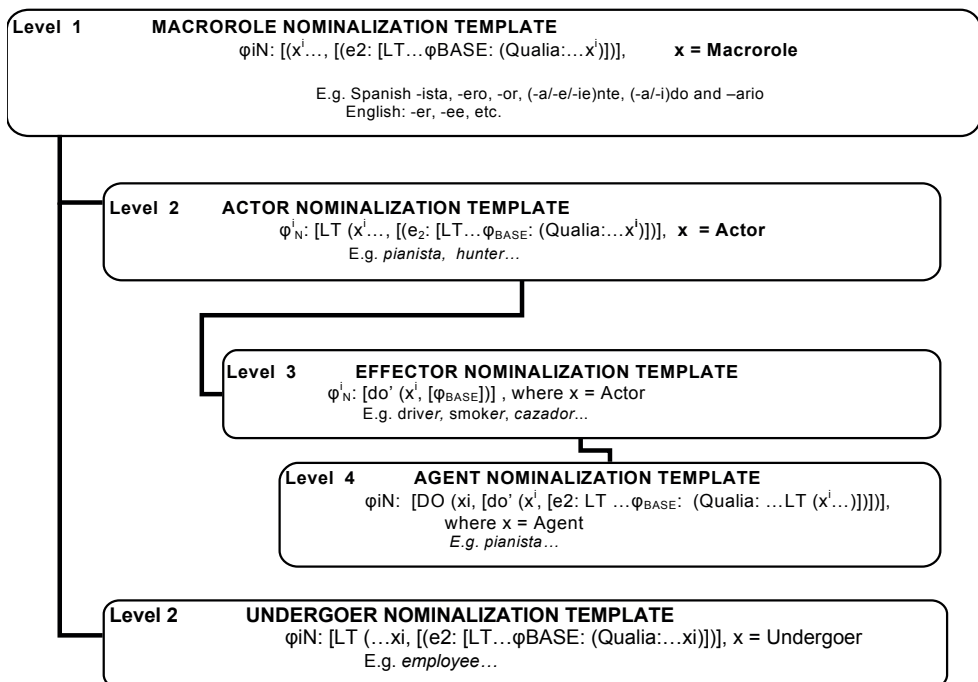 Level 1 MACROROLE NOMINALIZATION TEMPLATE
φiN: [(xⁱ…, [(e2: [LT…φBASE: (Qualia:…xⁱ)])], x = Macrorole
E.g. Spanish -ista, -ero, -or, (-a/-e/-ie)nte, (-a/-i)do and –ario
English: -er, -ee, etc.
Level 2 ACTOR NOMINALIZATION TEMPLATE
φⁱN: [LT (xⁱ…, [(e₂: [LT…φBASE: (Qualia:…xⁱ)])], x = Actor
E.g. pianista, hunter…
Level 3 EFFECTOR NOMINALIZATION TEMPLATE
φⁱN: [do’ (xⁱ, [φBASE])] , where x = Actor
E.g. driver, smoker, cazador...
Level 4 AGENT NOMINALIZATION TEMPLATE
φiN: [DO (xi, [do’ (xⁱ, [e2: LT …φBASE: (Qualia: …LT (xⁱ…)])])],
where x = Agent
E.g. pianista…
Level 2 UNDERGOER NOMINALIZATION TEMPLATE
φiN: [LT (…xi, [(e2: [LT…φBASE: (Qualia:…xi)])], x = Undergoer
E.g. employee…